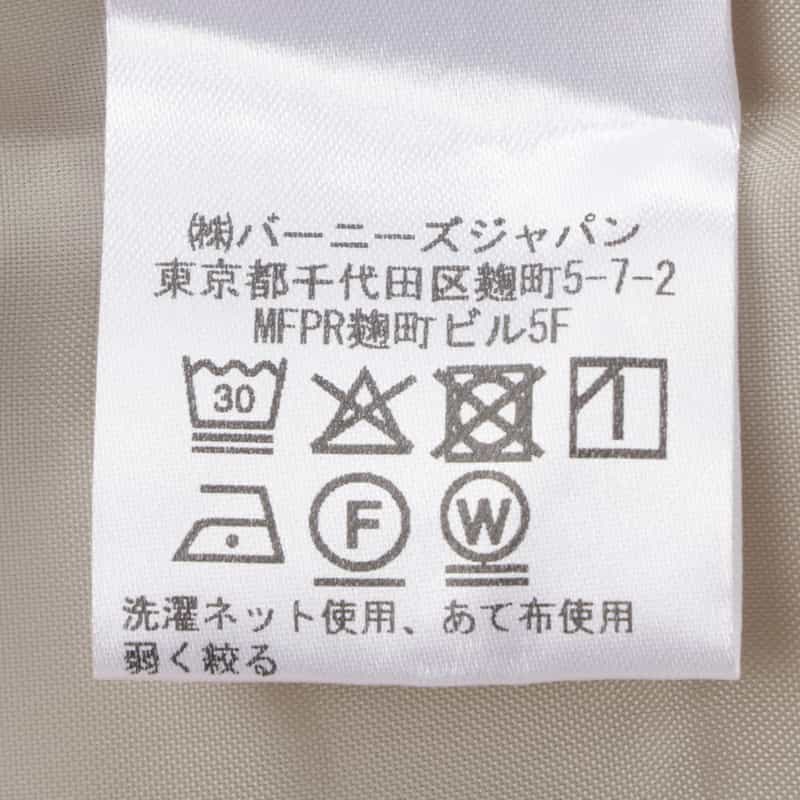 ㈱バーニーズジャパン
東京都千代田区麹町5-7-2
MFPR麹町ビル5F
30
F W
洗濯ネット使用、あて布使用
弱く絞る